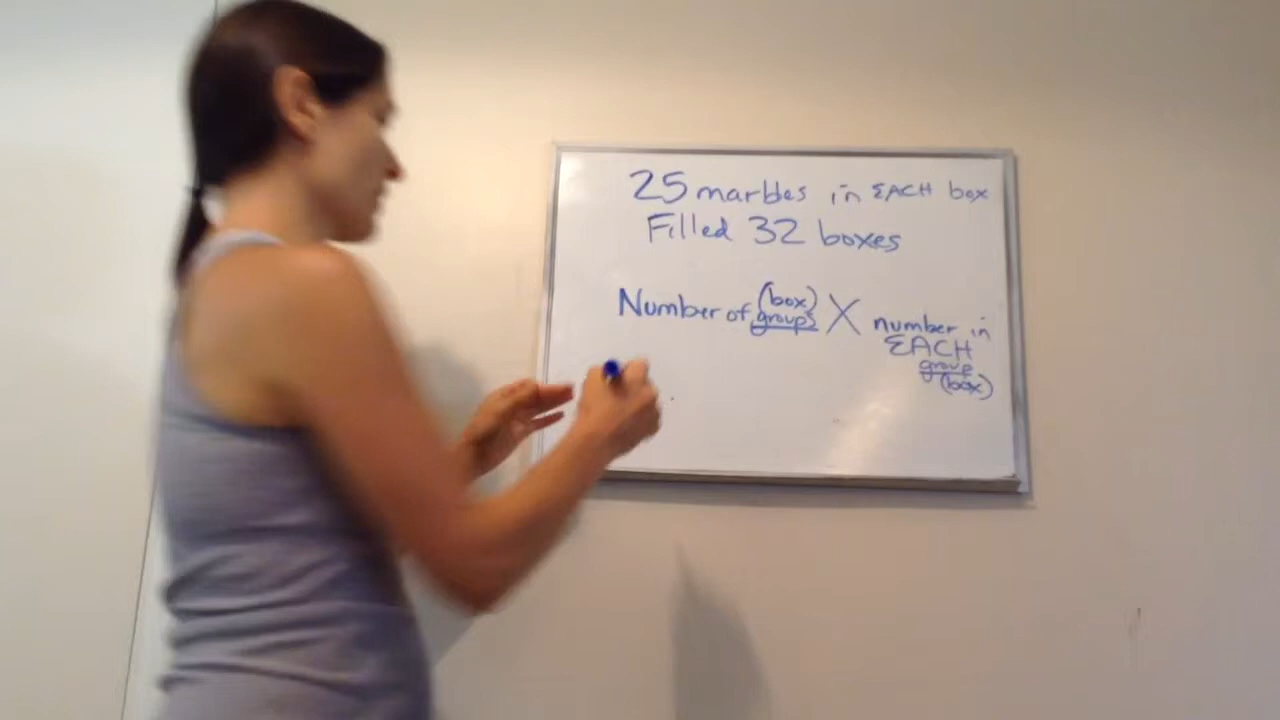 25 marbles in EACH box
Filled 32 boxes
(box)
Number of groups X number in
EACH
group
(box)